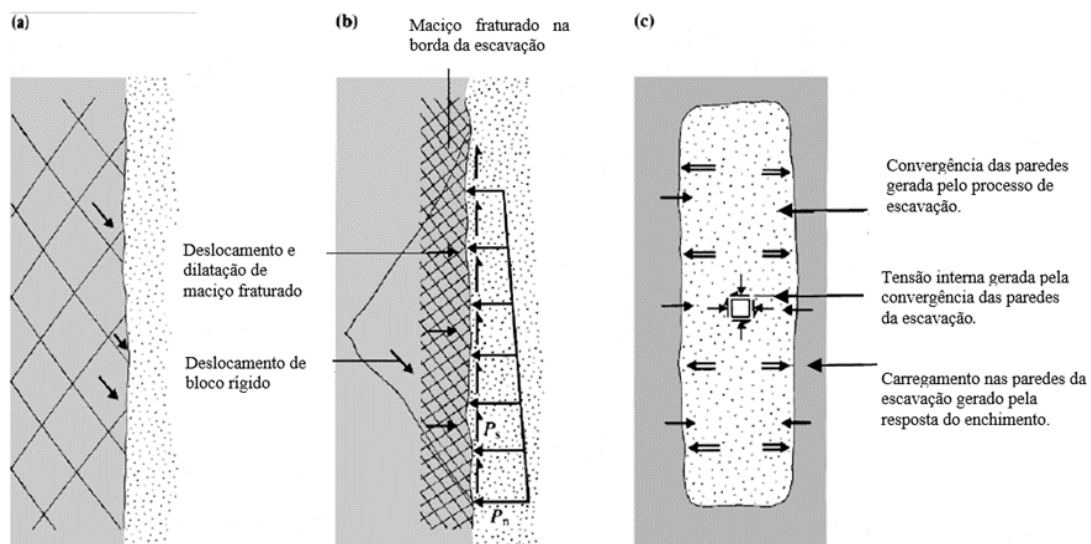 (a)
(b)
Maciço fraturado na
borda da escavação
(c)
Deslocamento e
dilatação de
maciço fraturado
Deslocamento de
bloco rígido
Pₛ
Pₙ
Convergência das paredes
gerada pelo processo de
escavação.
Tensão interna gerada pela
convergência das paredes
da escavação.
Carregamento nas paredes da
escavação gerado pela
resposta do enchimento.